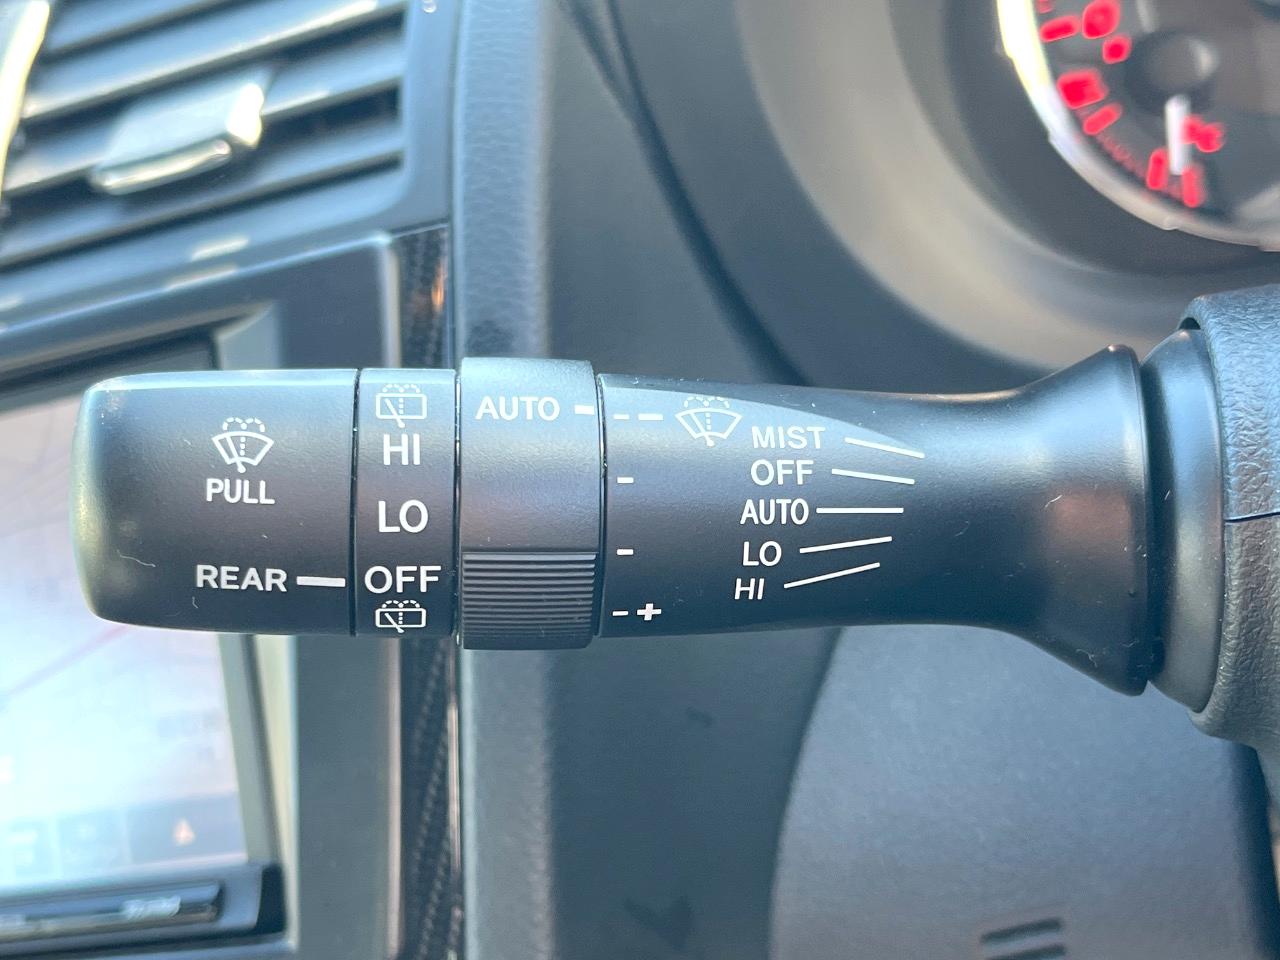 PULL
REAR
HI
LO
OFF
AUTO
- -
-
-
- +
MIST
OFF
AUTO
LO
HI